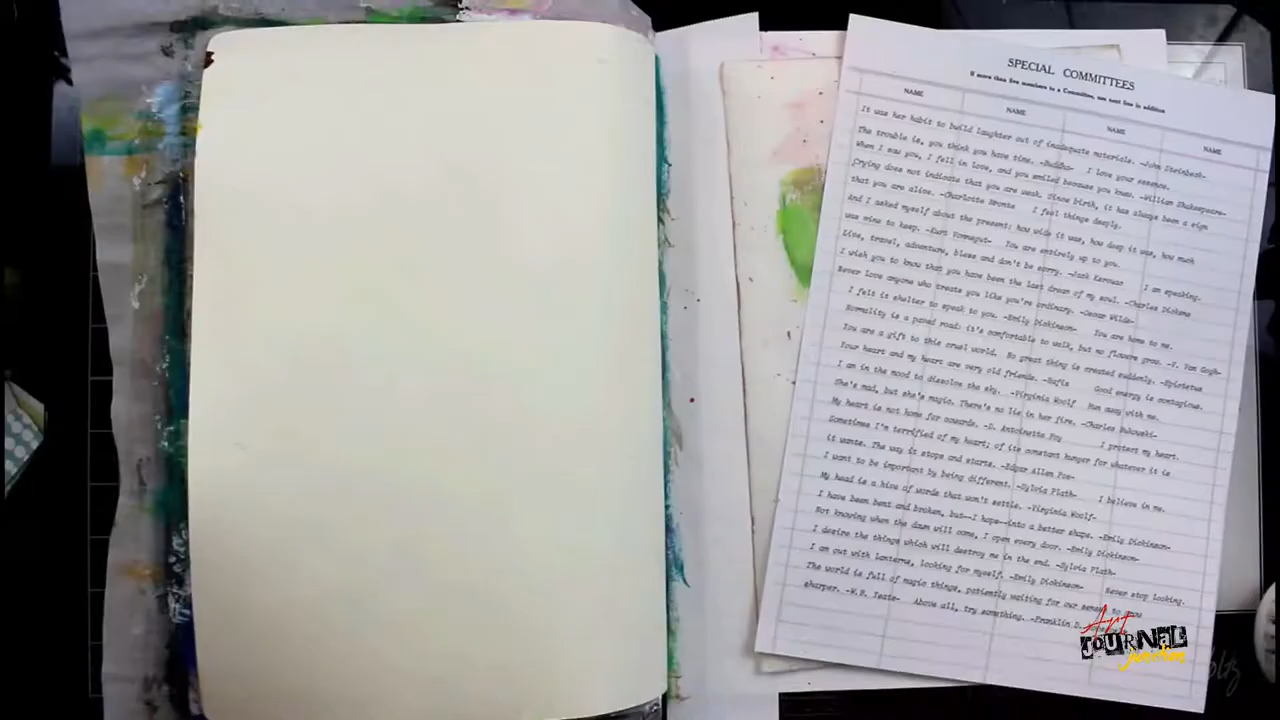 SPECIAL COMMITTEES
If more than five members to a Committee, use next line in addition
NAME NAME NAME NAME
It was her habit to build laughter out of inadequate materials. -John Steinbeck-
The trouble is, you think you have time. -Buddha- I love your essence.
When I saw you, I fell in love, and you smiled because you knew. -William Shakespeare-
Crying does not indicate that you are weak. Since birth, it has always been a sign
that you are alive. -Charlotte Bronte I feel things deeply.
And I asked myself about the present: how wide it was, how deep it was, how much
was mine to keep. -Kurt Vonnegut- You are entirely up to you.
Live, travel, adventure, bless and don't be sorry. -Jack Kerouac I am speaking.
I wish you to know that you have been the last dream of my soul. -Charles Dickens
Never love anyone who treats you like you're ordinary. -Oscar Wilde-
I felt it shelter to speak to you. -Emily Dickinson- You are home to me.
Normality is a paved road: it's comfortable to walk, but no flowers grow. -V. Van Gogh-
You are a gift to this cruel world. No great thing is created suddenly. -Epictetus
Your heart and my heart are very old friends. -Hafiz Good energy is contagious.
I am in the mood to dissolve the sky. -Virginia Woolf Run away with me.
She's mad, but she's magic. There's no lie in her fire. -Charles Bukowski-
My heart is not home for cowards. -D. Antoinette Foy I protect my heart.
Sometimes I'm terrified of my heart; of its constant hunger for whatever it is
it wants. The way it stops and starts. -Edgar Allen Poe-
I want to be important by being different. -Sylvia Plath- I believe in me.
My head is a hive of words that won't settle. -Virginia Woolf-
I have been bent and broken, but--I hope--into a better shape. -Emily Dickinson-
Not knowing when the dawn will come, I open every door. -Emily Dickinson-
I desire the things which will destroy me in the end. -Sylvia Plath-
I am out with lanterns, looking for myself. -Emily Dickinson- Never stop looking.
The world is full of magic things, patiently waiting for our senses to grow
sharper. -W.B. Yeats- Above all, try something. -Franklin D.
Art
JOURNAL
Junction